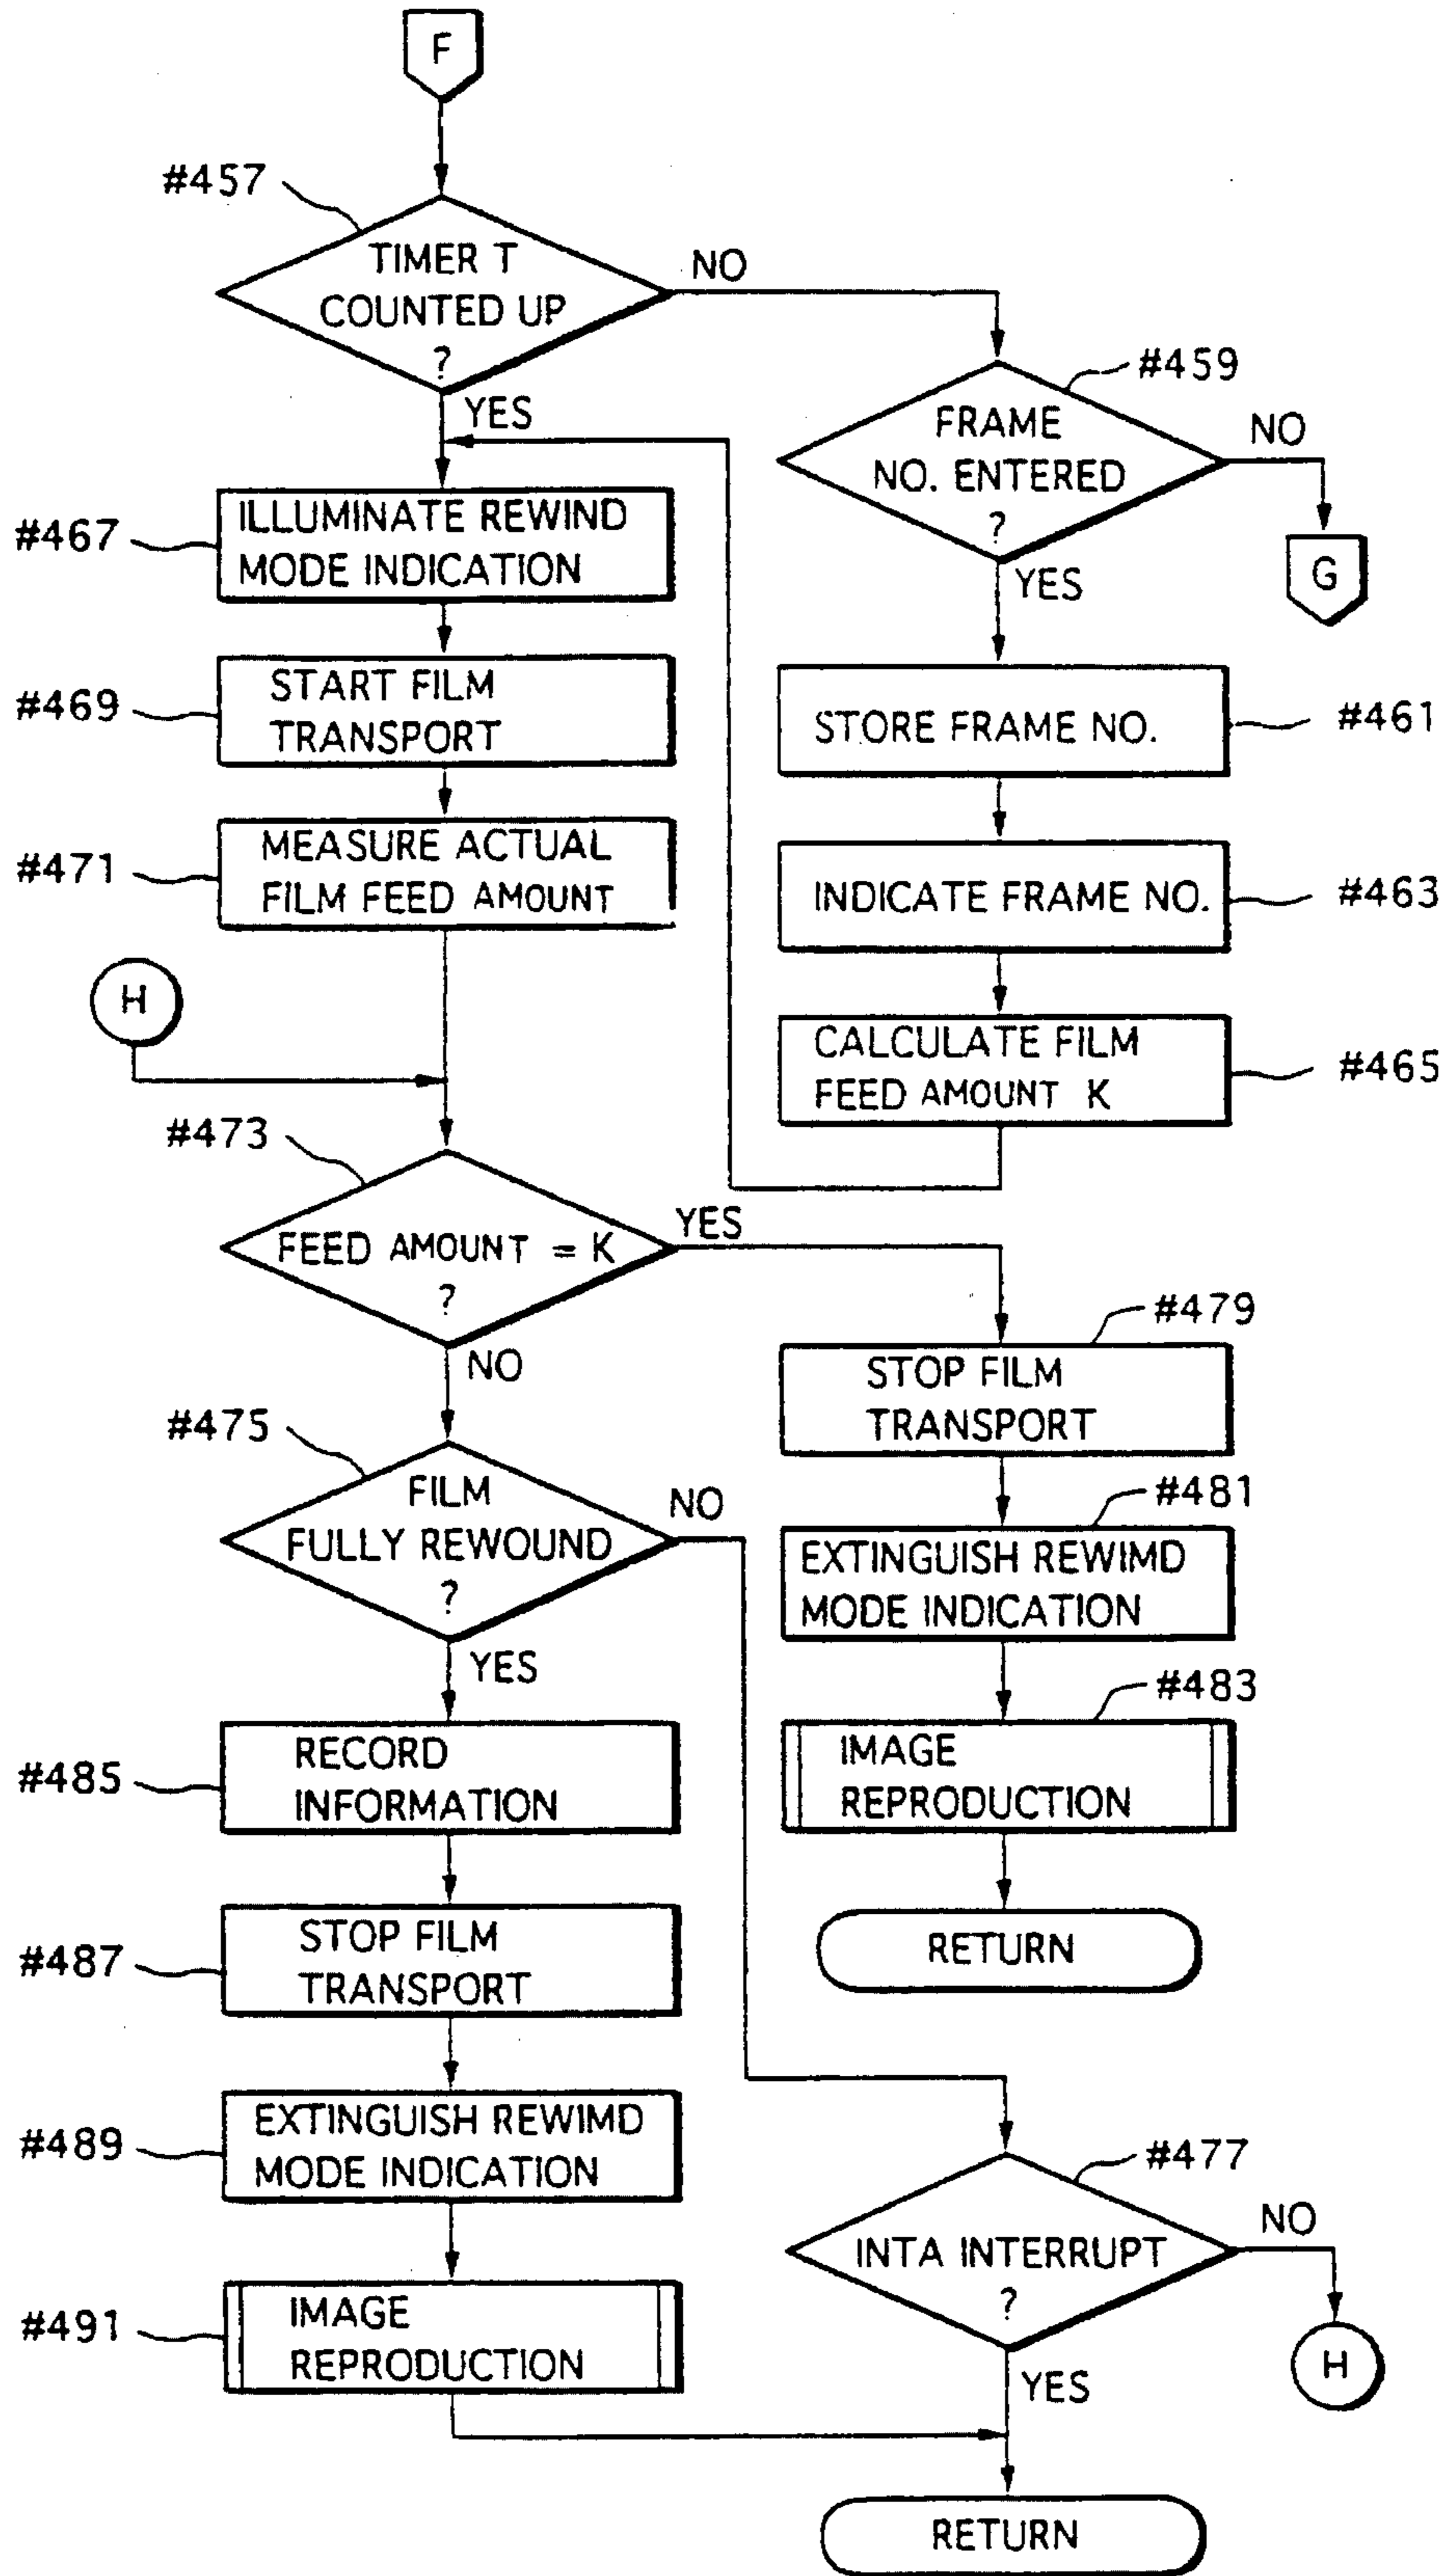 F
#457
TIMER T
COUNTED UP
?
NO
YES
#459
FRAME
NO. ENTERED
?
NO
YES
G
#467
ILLUMINATE REWIND
MODE INDICATION
#469
START FILM
TRANSPORT
#461
STORE FRAME NO.
#471
MEASURE ACTUAL
FILM FEED AMOUNT
#463
INDICATE FRAME NO.
H
#465
CALCULATE FILM
FEED AMOUNT K
#473
FEED AMOUNT = K
?
YES
NO
#479
STOP FILM
TRANSPORT
#475
FILM
FULLY REWOUND
?
NO
YES
#481
EXTINGUISH REWIMD
MODE INDICATION
#483
IMAGE
REPRODUCTION
RETURN
#485
RECORD
INFORMATION
#487
STOP FILM
TRANSPORT
#489
EXTINGUISH REWIMD
MODE INDICATION
#477
INTA INTERRUPT
?
NO
YES
H
#491
IMAGE
REPRODUCTION
RETURN